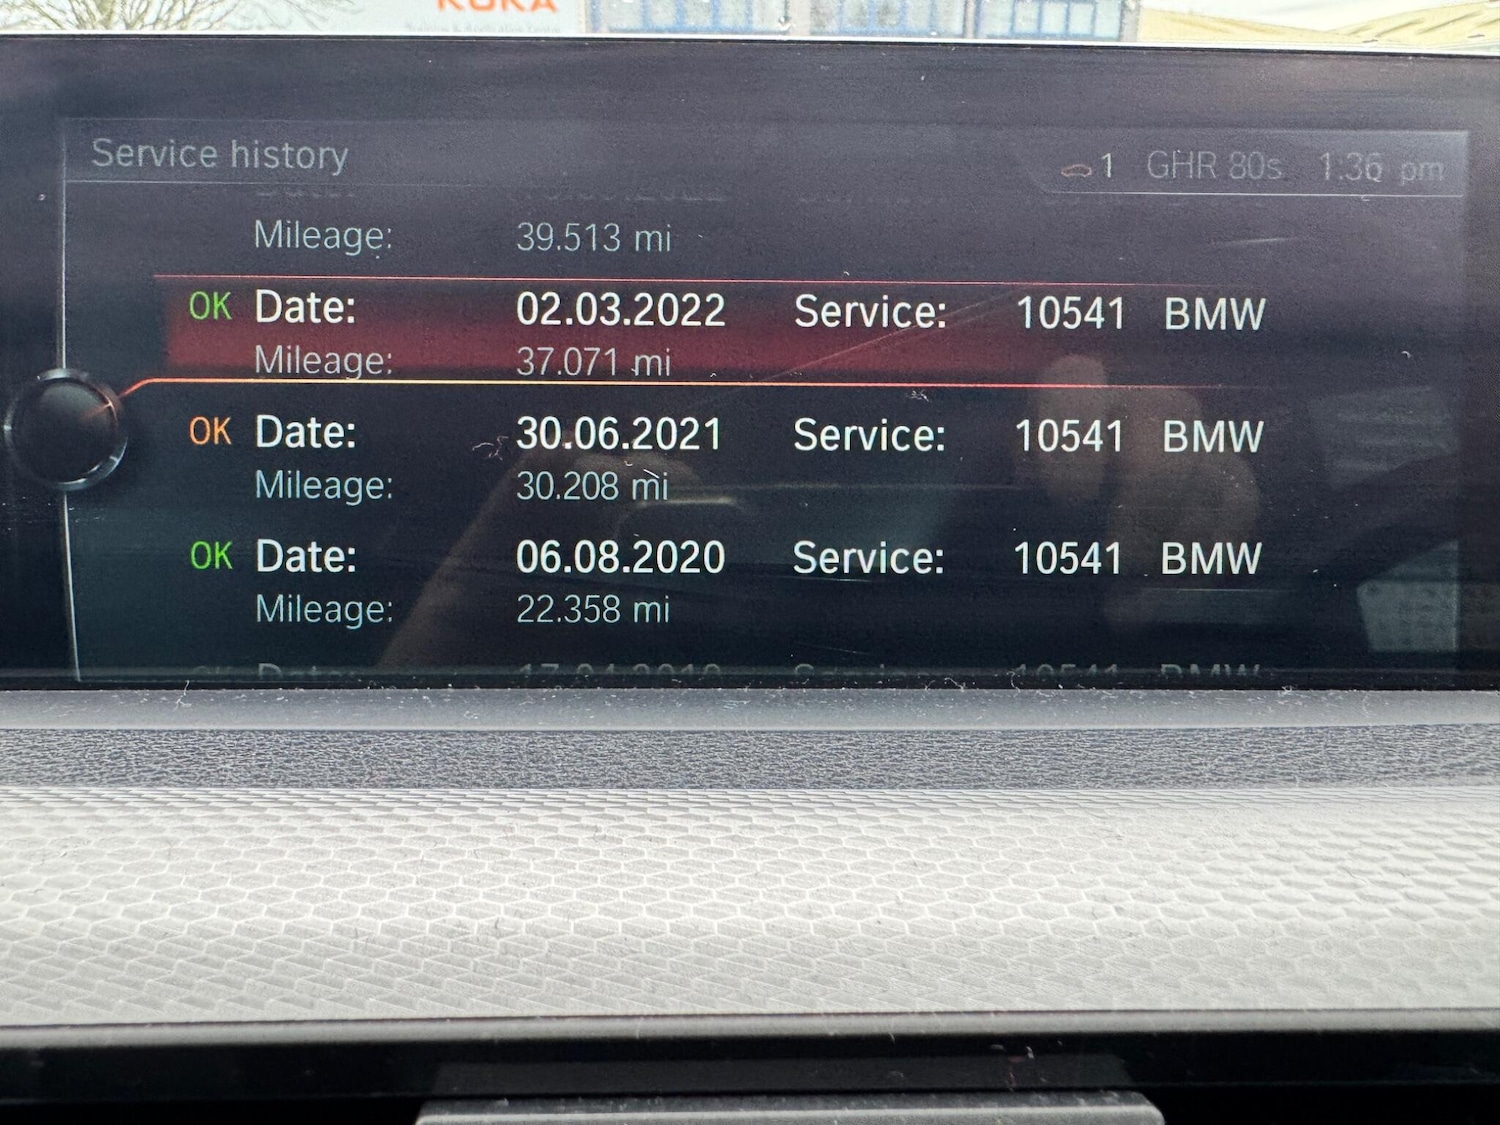 KUKA
Service history
1 GHR 80s 1:36 pm
Mileage: 39.513 mi
OK Date: 02.03.2022 Service: 10541 BMW
Mileage: 37.071 mi
OK Date: 30.06.2021 Service: 10541 BMW
Mileage: 30.208 mi
OK Date: 06.08.2020 Service: 10541 BMW
Mileage: 22.358 mi